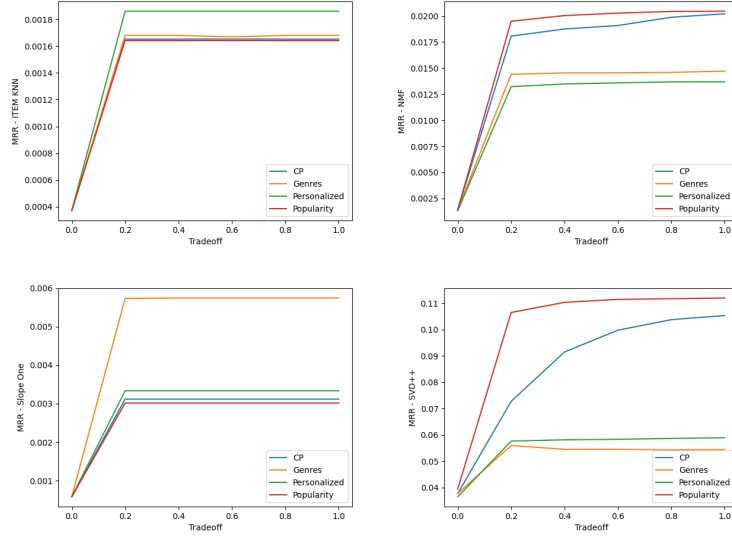 MRR - ITEM KNN
0.0018
0.0016
0.0014
0.0012
0.0010
0.0008
0.0006
0.0004
0.0 0.2 0.4 0.6 0.8 1.0
Tradeoff
CP
Genres
Personalized
Popularity
MRR - NMF
0.0200
0.0175
0.0150
0.0125
0.0100
0.0075
0.0050
0.0025
0.0 0.2 0.4 0.6 0.8 1.0
Tradeoff
CP
Genres
Personalized
Popularity
MRR - Slope One
0.006
0.005
0.004
0.003
0.002
0.001
0.0 0.2 0.4 0.6 0.8 1.0
Tradeoff
CP
Genres
Personalized
Popularity
MRR - SVD++
0.11
0.10
0.09
0.08
0.07
0.06
0.05
0.04
0.0 0.2 0.4 0.6 0.8 1.0
Tradeoff
CP
Genres
Personalized
Popularity